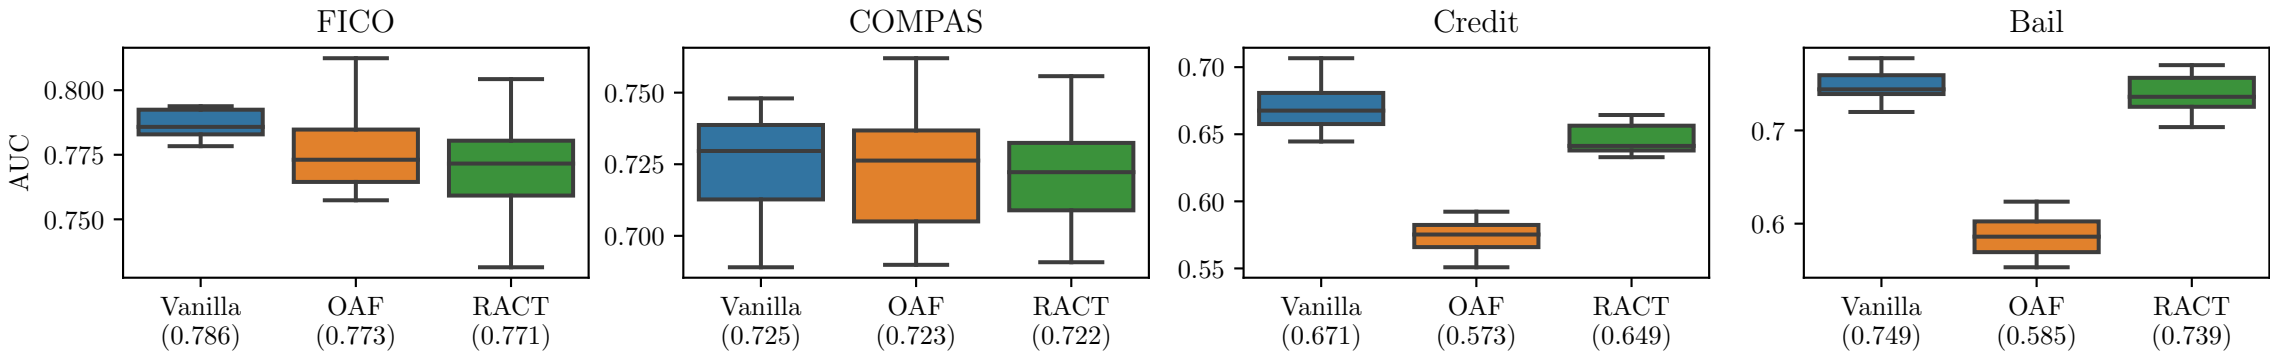 FICO
COMPAS
Credit
Bail
AUC
0.800
0.775
0.750
0.750
0.725
0.700
0.70
0.65
0.60
0.55
0.7
0.6
Vanilla
(0.786)
OAF
(0.773)
RACT
(0.771)
Vanilla
(0.725)
OAF
(0.723)
RACT
(0.722)
Vanilla
(0.671)
OAF
(0.573)
RACT
(0.649)
Vanilla
(0.749)
OAF
(0.585)
RACT
(0.739)